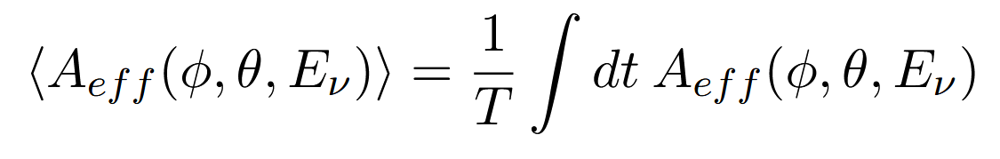 ⟨A_{eff}(ϕ, θ, E_ν)⟩ = \frac{1}{T} ∫ dt A_{eff}(ϕ, θ, E_ν)